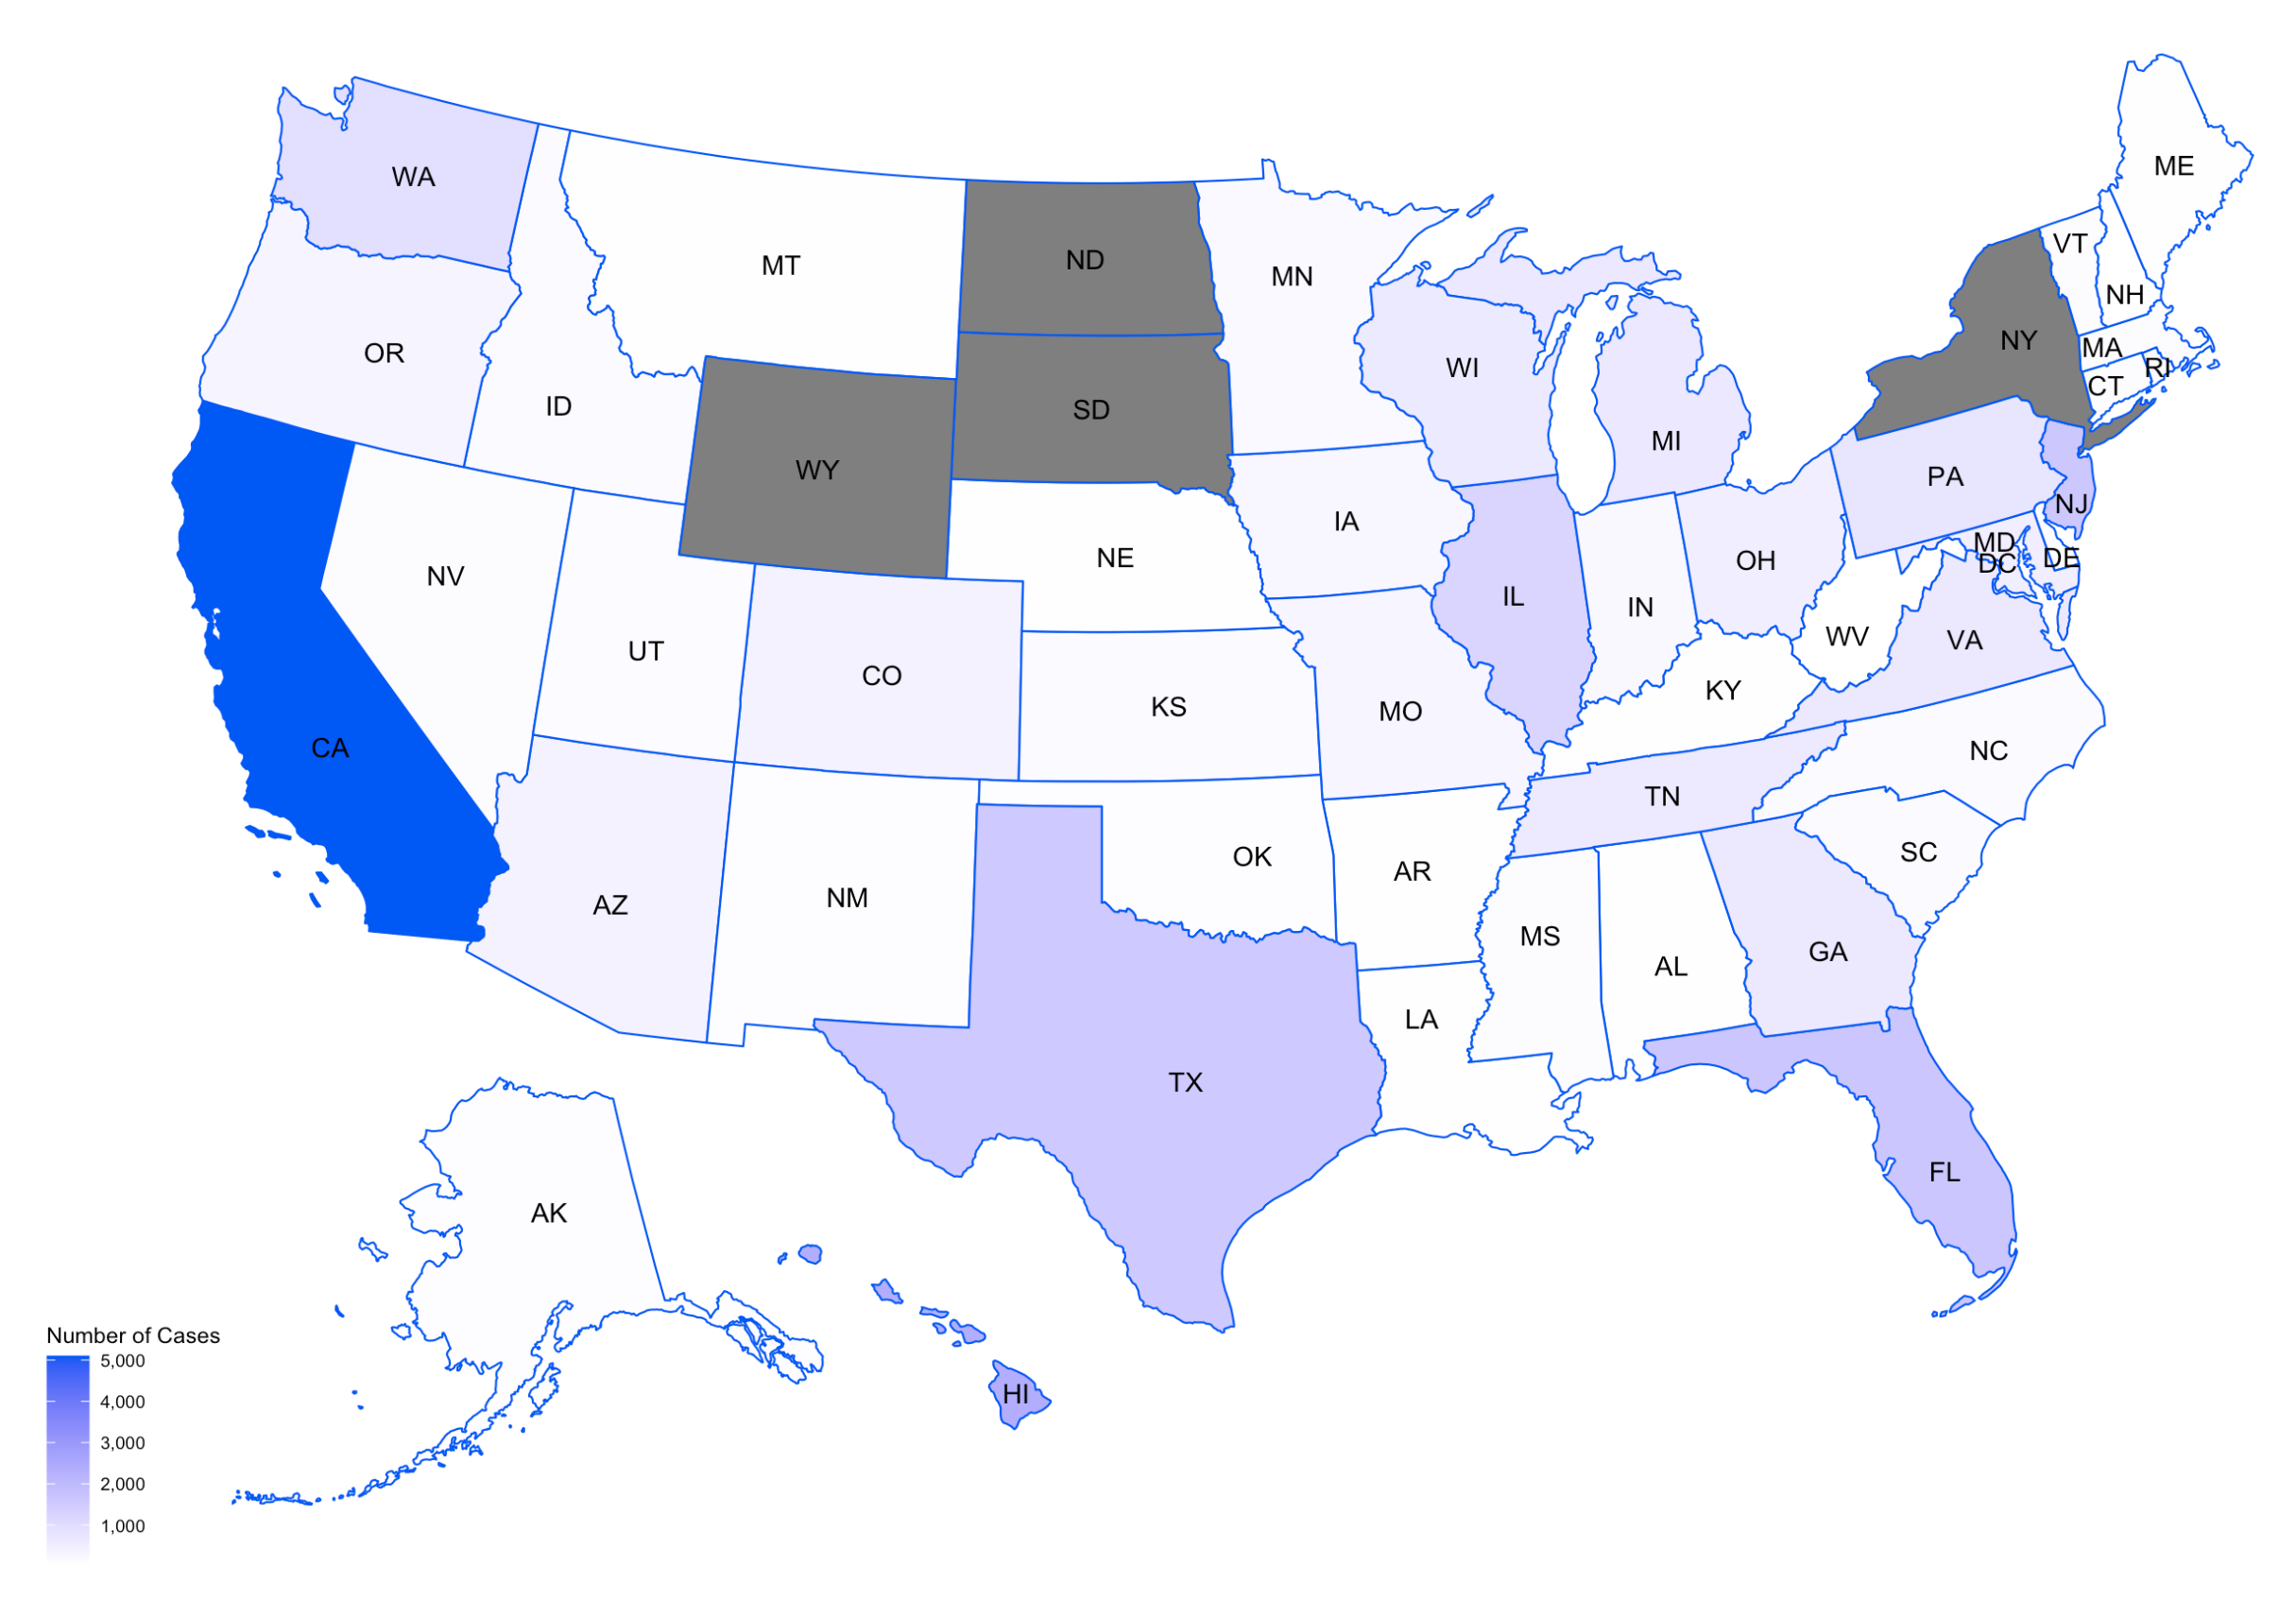 ME
WA
VT
ND
MT
MN
NH
NY
MA
OR
WI
RI
CT
ID
SD
MI
WY
PA
NJ
IA
MD
NE
DE
OH
DC
NV
IL
IN
WV
VA
UT
CO
KY
KS
MO
CA
NC
TN
SC
OK
AR
NM
AZ
MS
GA
AL
LA
TX
FL
AK
HI
Number of Cases
5,000
4,000
3,000
2,000
1,000